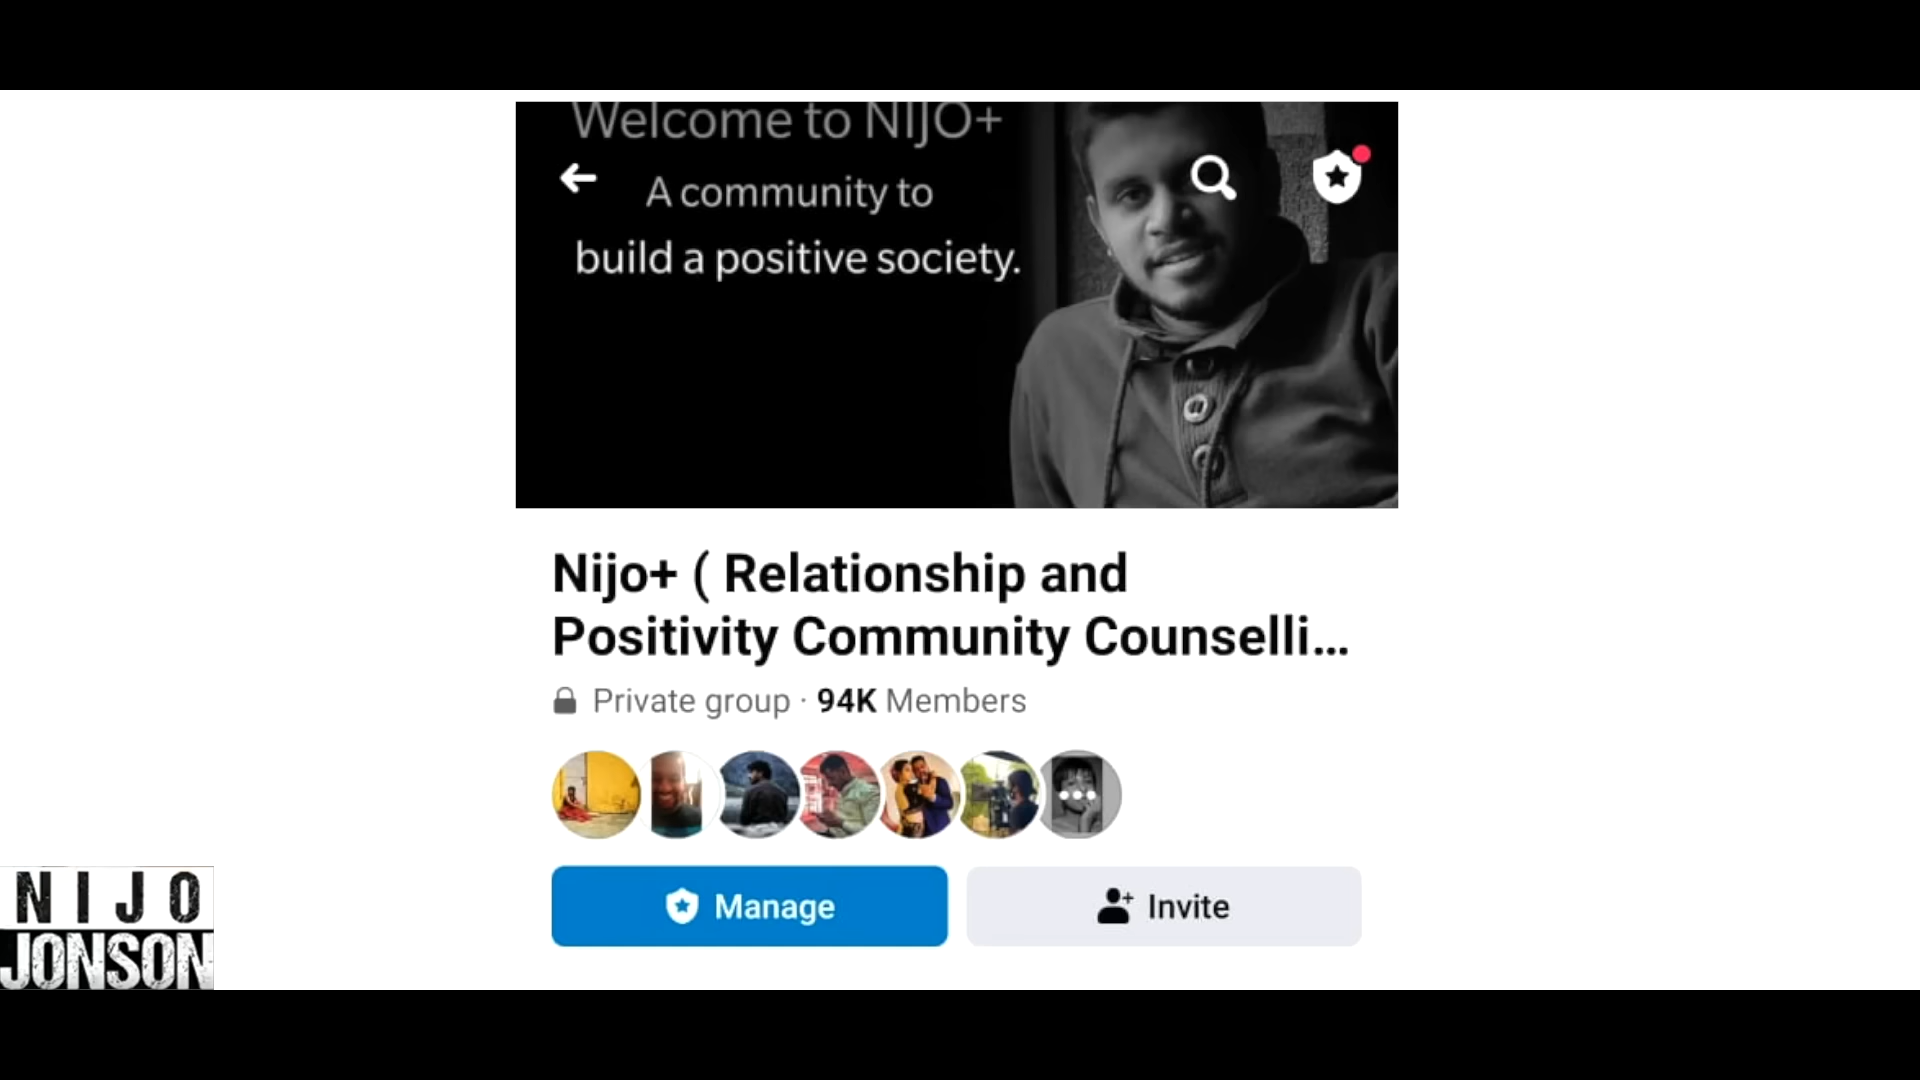 Welcome to NIJO+
A community to
build a positive society.
Nijo+ ( Relationship and
Positivity Community Counselli...
Private group · 94K Members
Manage
Invite
NIJO
JONSON